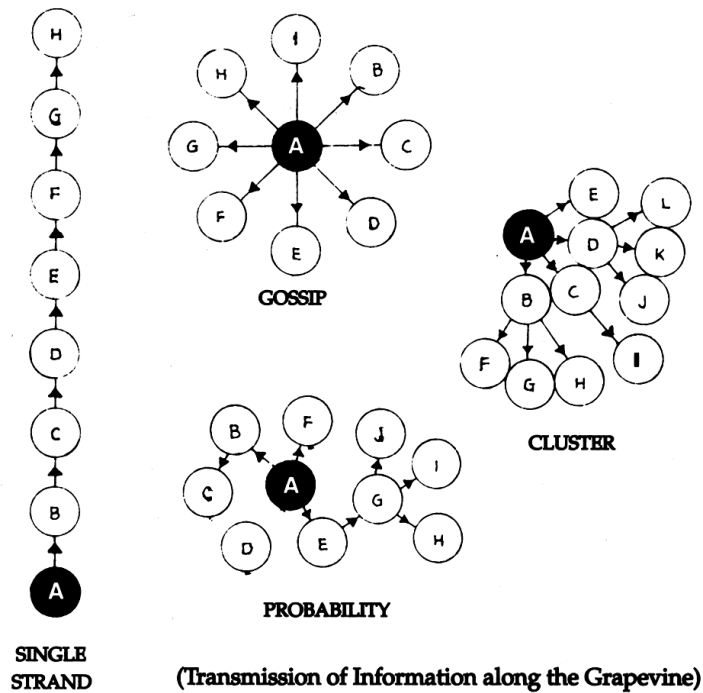 H
G
F
E
D
C
B
A
SINGLE
STRAND
I
H
B
G
A
C
F
D
E
GOSSIP
E
L
A
D
K
B
C
J
F
G
H
I
CLUSTER
B
F
J
A
I
C
G
D
E
H
PROBABILITY
(Transmission of Information along the Grapevine)